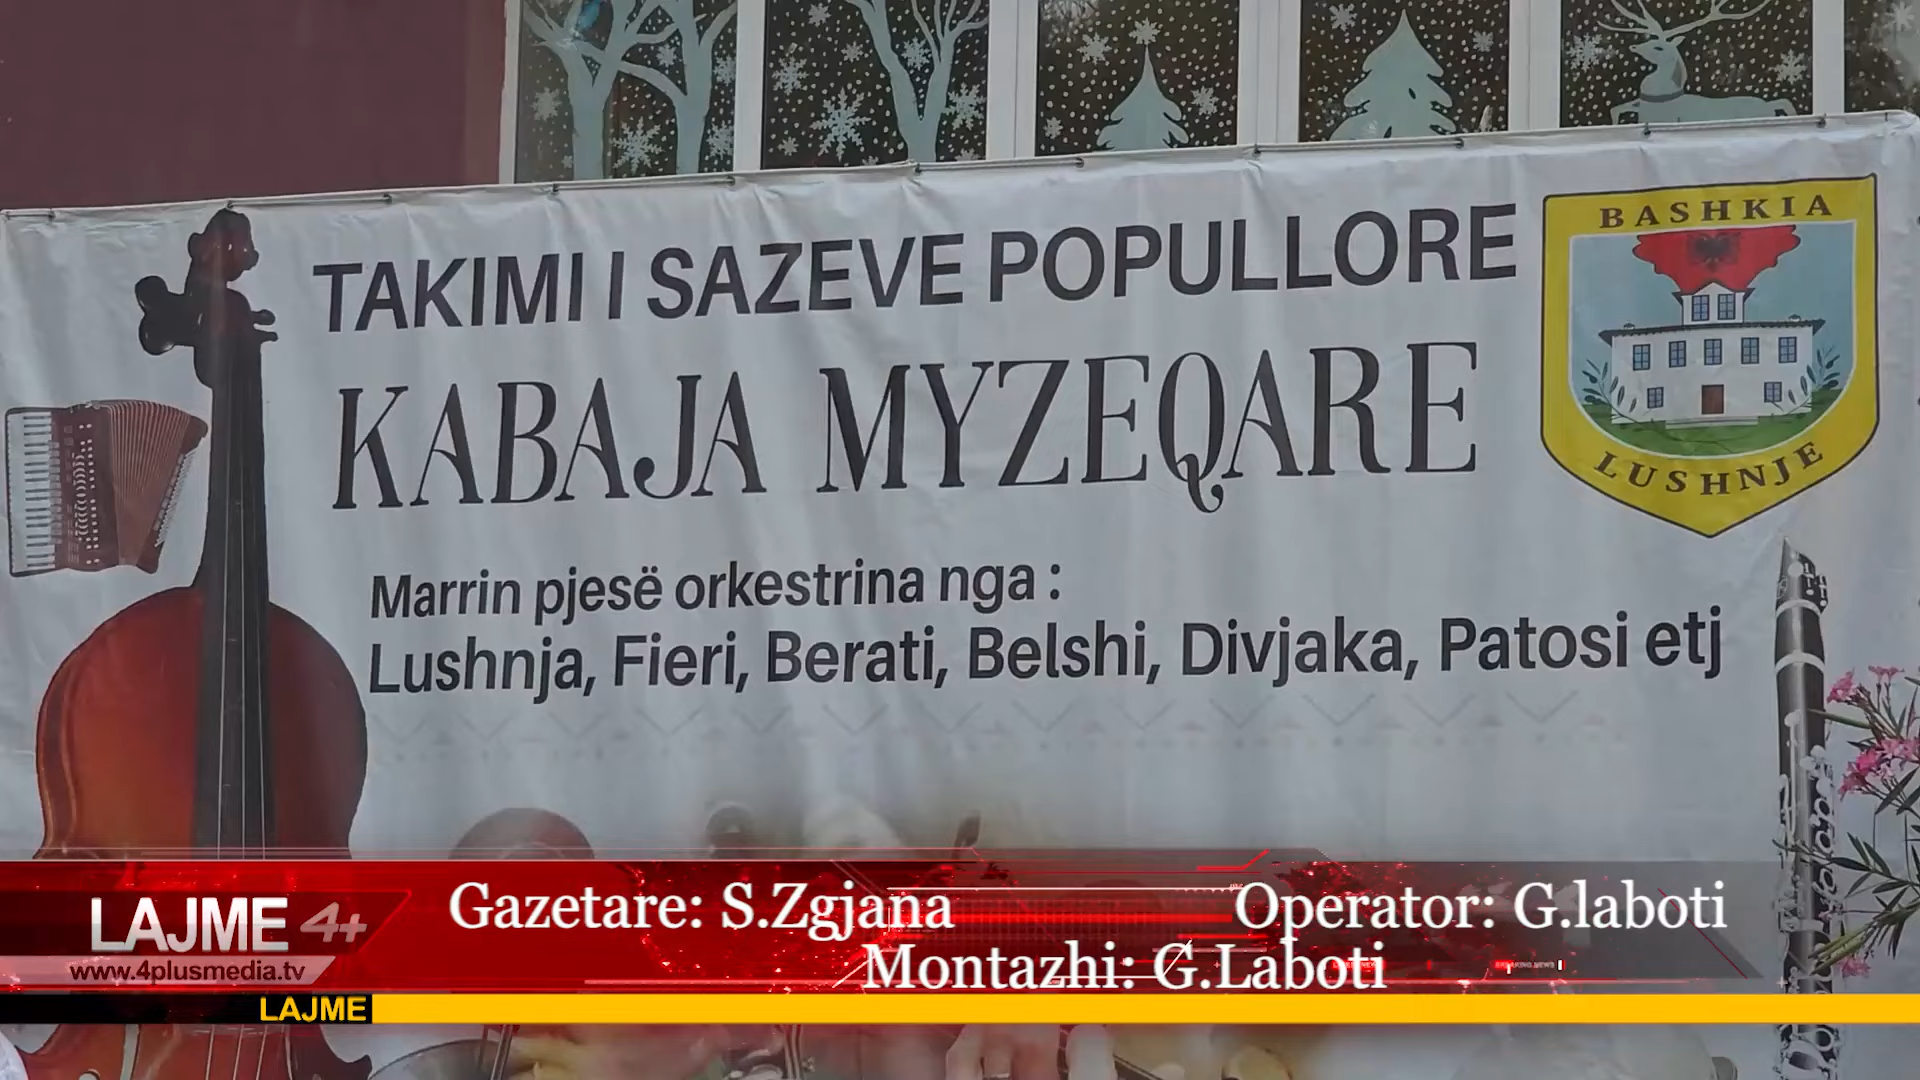 TAKIMI I SAZEVE POPULLORE
KABAJA MYZEQARE
BASHKIA
LUSHNJE
Marrin pjesë orkestrina nga :
Lushnja, Fieri, Berati, Belshi, Divjaka, Patosi etj
LAJME 4+
www.4plusmedia.tv
Gazetare: S.Zgjana
Operator: G.laboti
Montazhi: G.Laboti
LAJME